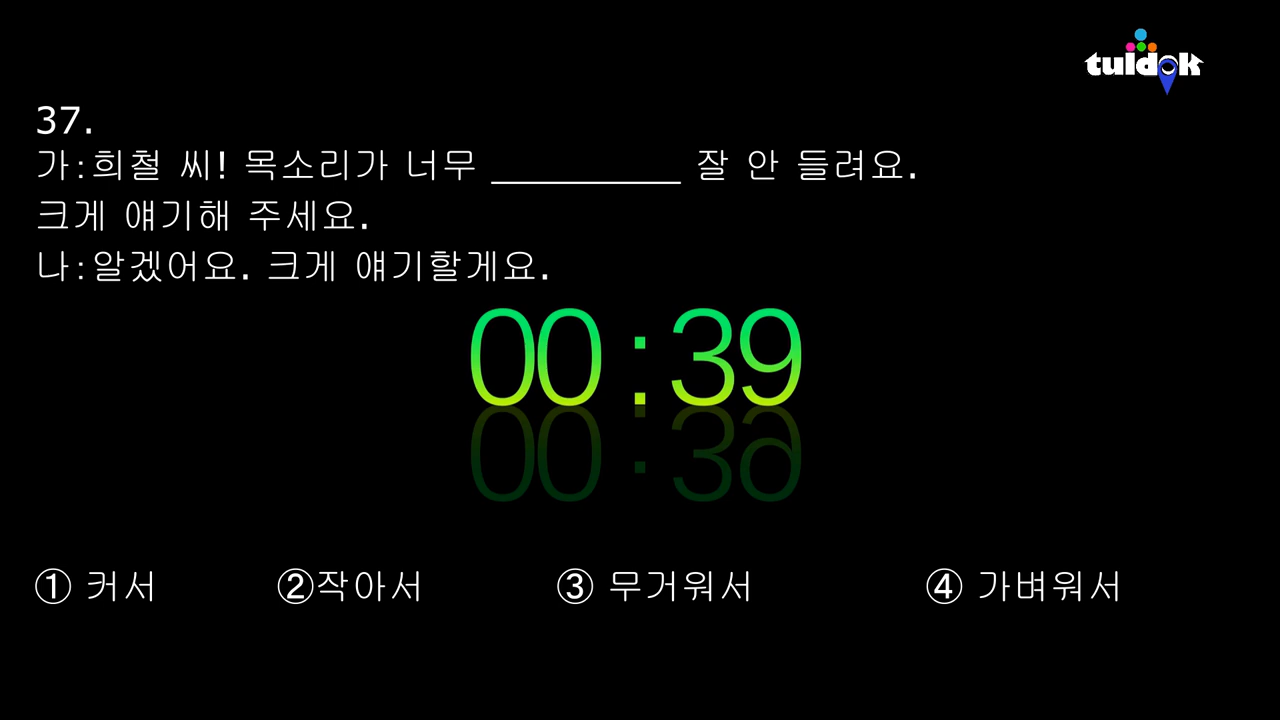 tuldok
37.
가:희철 씨! 목소리가 너무 __________ 잘 안 들려요.
크게 얘기해 주세요.
나:알겠어요. 크게 얘기할게요.
00:39
① 커서 ②작아서 ③ 무거워서 ④ 가벼워서